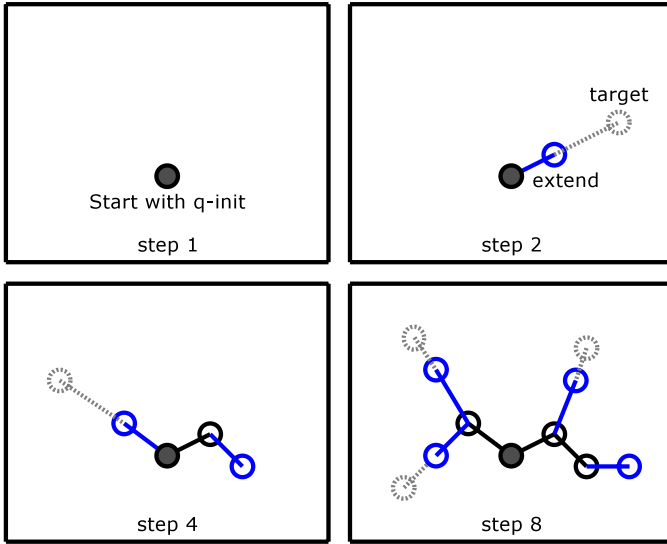 Start with q-init
step 1
target
extend
step 2
step 4
step 8